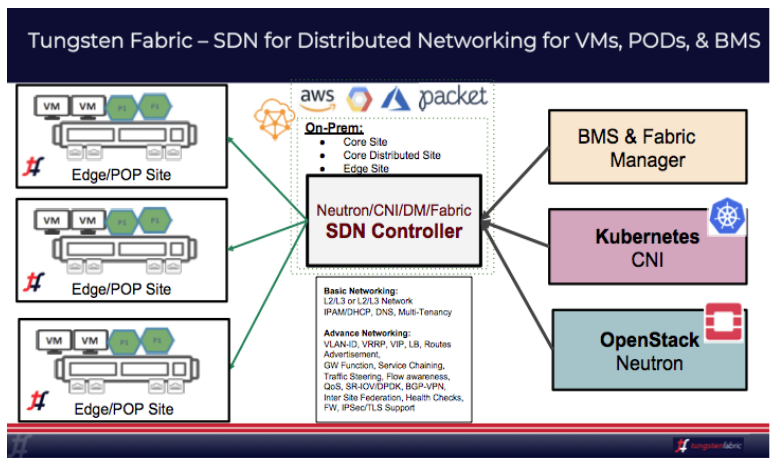 Tungsten Fabric – SDN for Distributed Networking for VMs, PODs, & BMS
VM VM PS PS
Edge/POP Site
VM VM PS PS
Edge/POP Site
VM VM
Edge/POP Site
aws packet
On-Prem:
● Core Site
● Core Distributed Site
● Edge Site
Neutron/CNI/DM/Fabric
SDN Controller
Basic Networking:
L2/L3 or L2/L3 Network
IPAM/DHCP, DNS, Multi-Tenancy
Advance Networking:
VLAN-ID, VRRP, VIP, LB, Routes
Advertisement,
GW Function, Service Chaining,
Traffic Steering, Flow awareness,
QoS, SR-IOV/DPDK, BGP-VPN,
Inter Site Federation, Health Checks,
FW, IPSec/TLS Support
BMS & Fabric
Manager
Kubernetes
CNI
OpenStack
Neutron
tungstenfabric